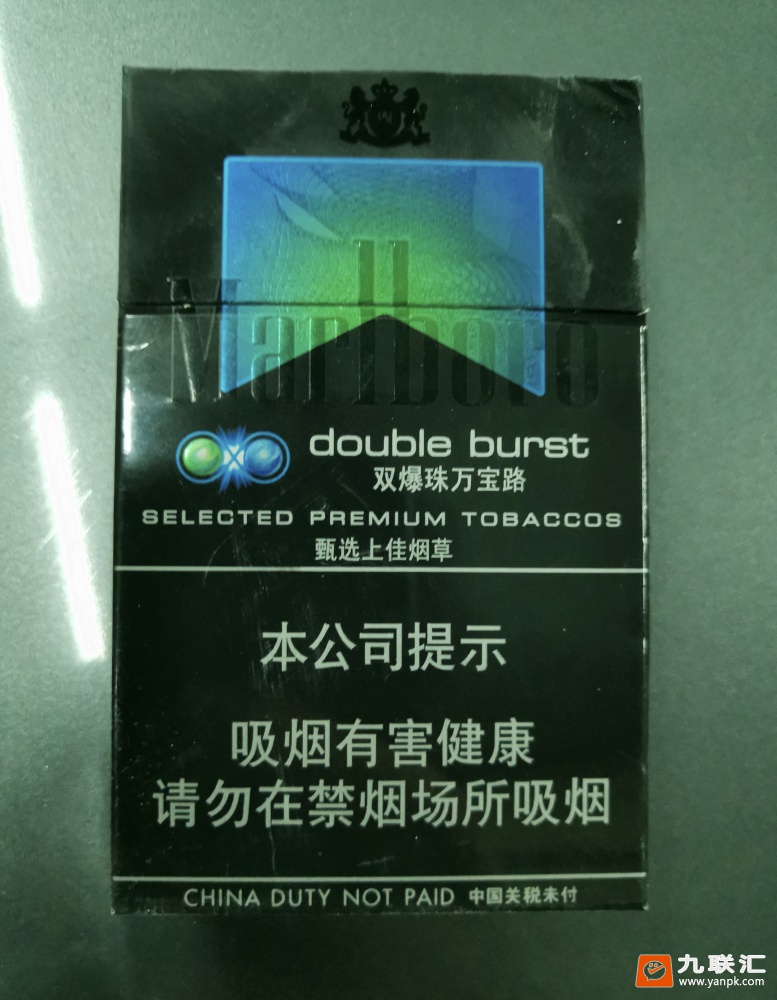 Marlboro
double burst
双爆珠万宝路
SELECTED PREMIUM TOBACCOS
甄选上佳烟草
本公司提示
吸烟有害健康
请勿在禁烟场所吸烟
CHINA DUTY NOT PAID 中国关税未付
九联汇
www.yanpk.com